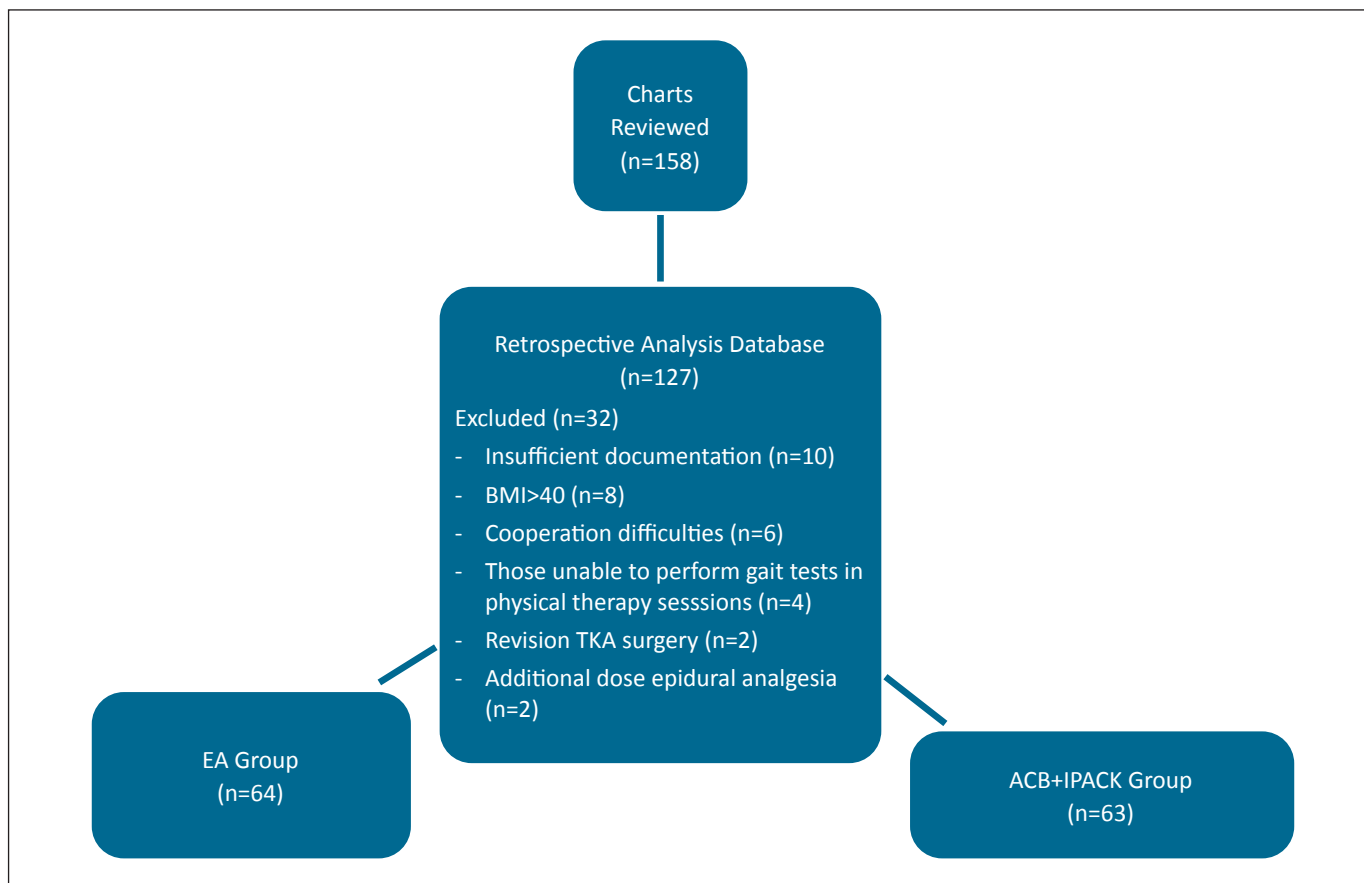 Charts
Reviewed
(n=158)
Retrospective Analysis Database
(n=127)
Excluded (n=32)
- Insufficient documentation (n=10)
- BMI>40 (n=8)
- Cooperation difficulties (n=6)
- Those unable to perform gait tests in
physical therapy sesssions (n=4)
- Revision TKA surgery (n=2)
- Additional dose epidural analgesia
(n=2)
EA Group
(n=64)
ACB+IPACK Group
(n=63)